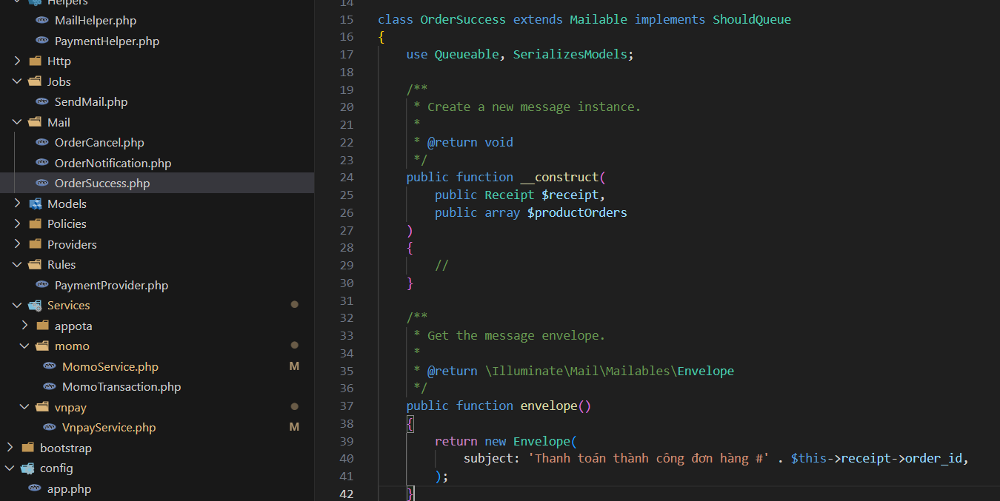 Helpers
MailHelper.php
PaymentHelper.php
Http
Jobs
SendMail.php
Mail
OrderCancel.php
OrderNotification.php
OrderSuccess.php
Models
Policies
Providers
Rules
PaymentProvider.php
Services
appota
momo
MomoService.php M
MomoTransaction.php
vnpay
VnpayService.php M
bootstrap
config
app.php
14
15 class OrderSuccess extends Mailable implements ShouldQueue
16 {
17 use Queueable, SerializesModels;
18
19 /**
20 * Create a new message instance.
21 *
22 * @return void
23 */
24 public function __construct(
25 public Receipt $receipt,
26 public array $productOrders
27 )
28 {
29 //
30 }
31
32 /**
33 * Get the message envelope.
34 *
35 * @return \Illuminate\Mail\Mailables\Envelope
36 */
37 public function envelope()
38 {
39 return new Envelope(
40 subject: 'Thanh toán thành công đơn hàng #' . $this->receipt->order_id,
41 );
42 }